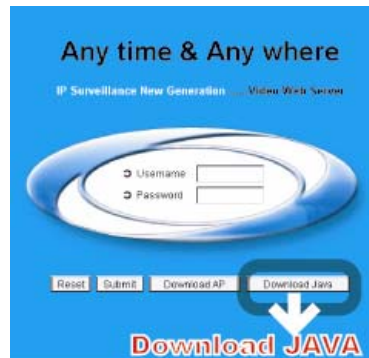 Any time & Any where
IP Surveillance New Generation ..... Video Web Server
Username
Password
Reset Submit Download AP Download Java
Download JAVA